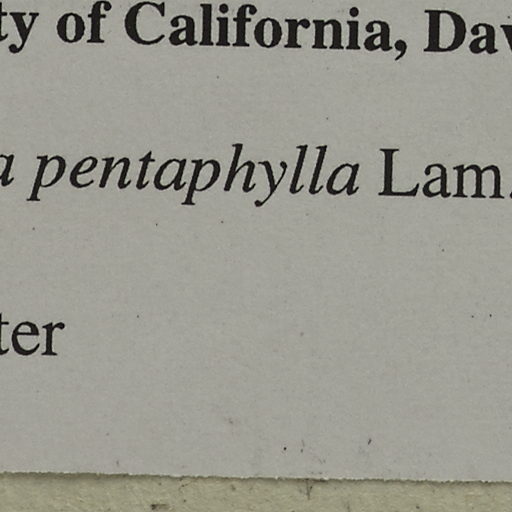 ty of California, Dav
a pentaphylla Lam.
ter